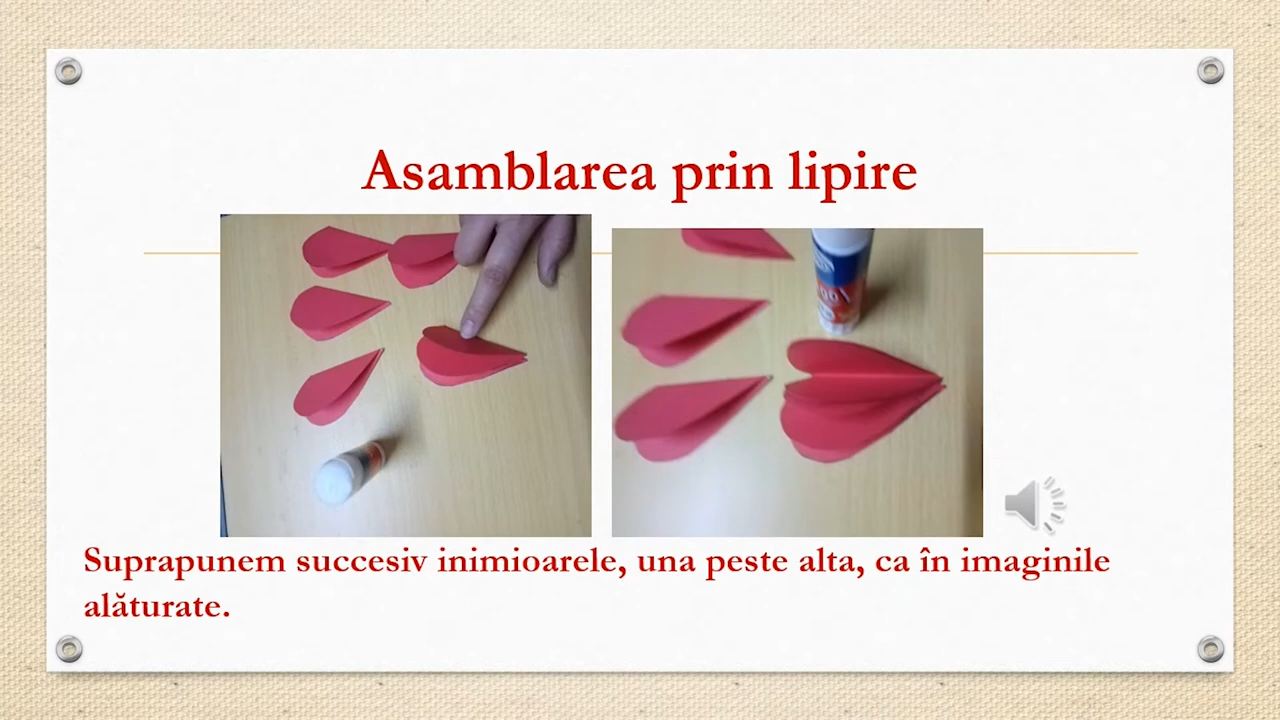 Asamblarea prin lipire
Suprapunem succesiv inimioarele, una peste alta, ca în imaginile
alăturate.